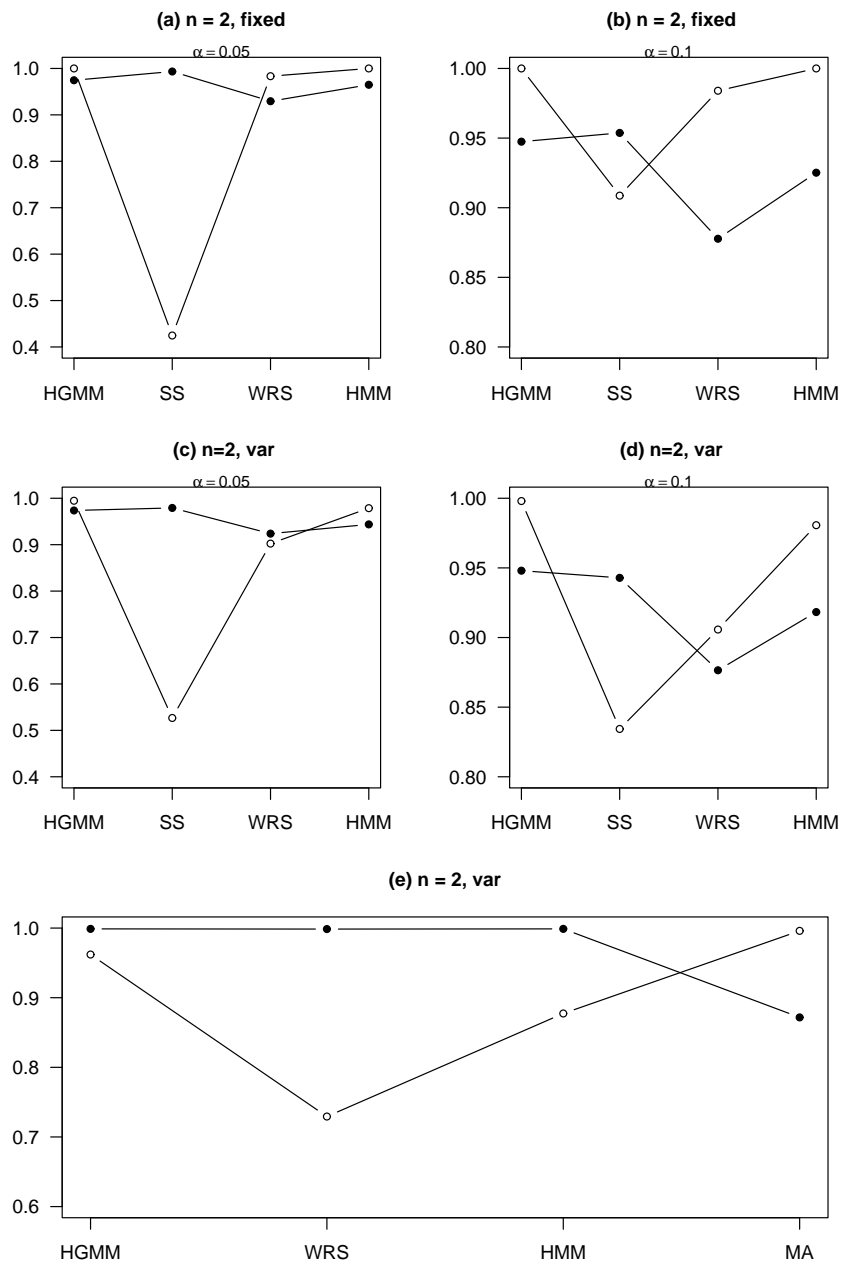 (a) n = 2, fixed
α = 0.05
1.0
0.9
0.8
0.7
0.6
0.5
0.4
HGMM SS WRS HMM
(b) n = 2, fixed
α = 0.1
1.00
0.95
0.90
0.85
0.80
HGMM SS WRS HMM
(c) n=2, var
α = 0.05
1.0
0.9
0.8
0.7
0.6
0.5
0.4
HGMM SS WRS HMM
(d) n=2, var
α = 0.1
1.00
0.95
0.90
0.85
0.80
HGMM SS WRS HMM
(e) n = 2, var
1.0
0.9
0.8
0.7
0.6
HGMM WRS HMM MA